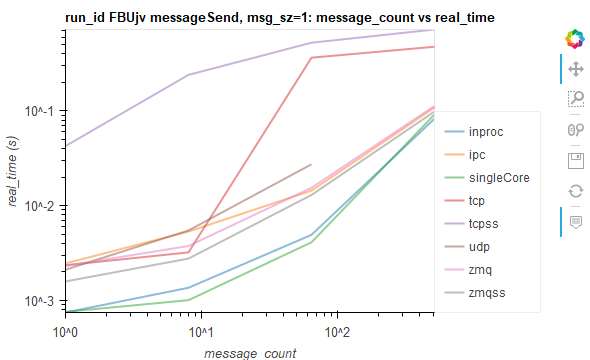 run_id FBUjv messageSend, msg_sz=1: message_count vs real_time
real_time (s)
10^-1
10^-2
10^-3
10^0
10^1
10^2
message_count
inproc
ipc
singleCore
tcp
tcpss
udp
zmq
zmqss